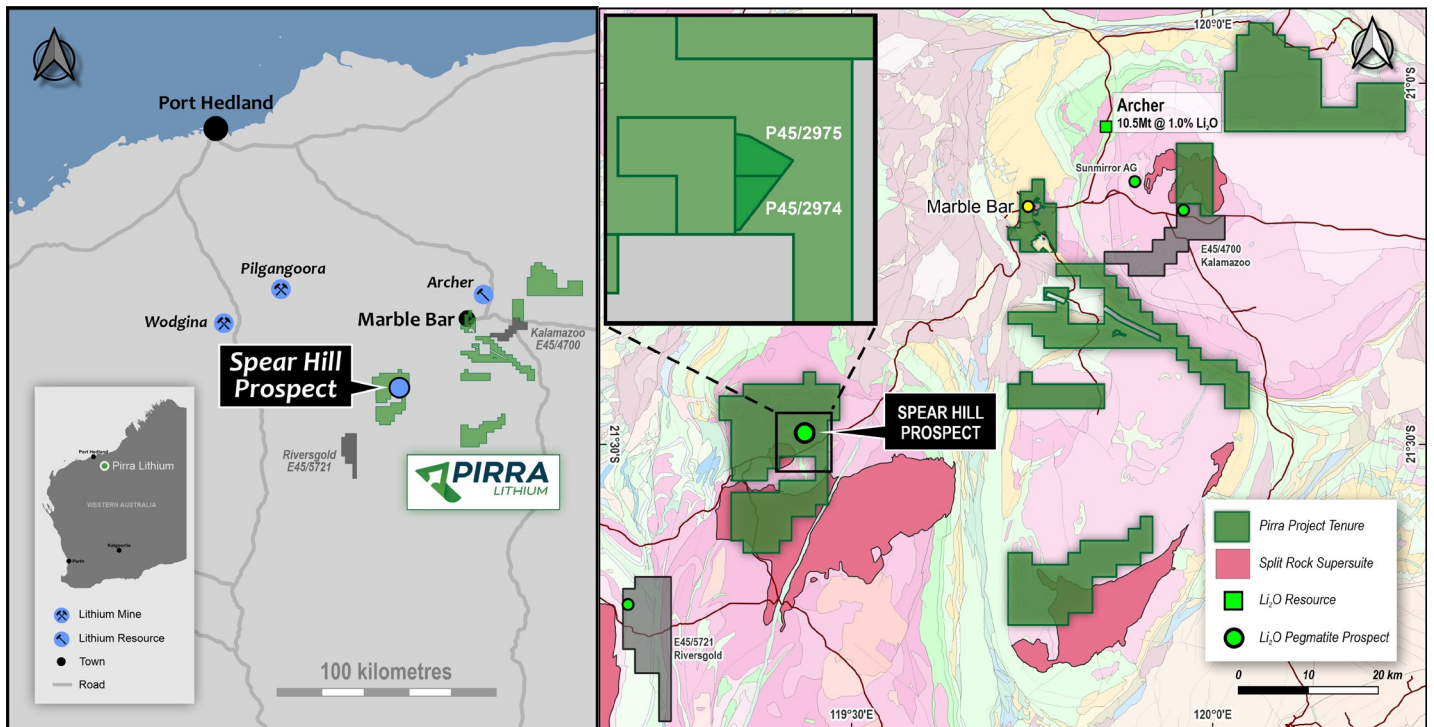 Port Hedland
Pilgangoora
Wodgina
Archer
Marble Bar
Kalamazoo
E45/4700
Spear Hill
Prospect
Riversgold
E45/5721
PIRRA
LITHIUM
Port Hedland
Pirra Lithium
WESTERN AUSTRALIA
Kalgoorlie
Perth
Lithium Mine
Lithium Resource
Town
Road
100 kilometres
P45/2975
P45/2974
120°0'E
21°0'S
Archer
10.5Mt @ 1.0% Li₂O
Sunmirror AG
Marble Bar
E45/4700
Kalamazoo
SPEAR HILL
PROSPECT
21°30'S
21°30'S
E45/5721
Riversgold
Pirra Project Tenure
Split Rock Supersuite
Li₂O Resource
Li₂O Pegmatite Prospect
0 10 20 km
119°30'E
120°0'E